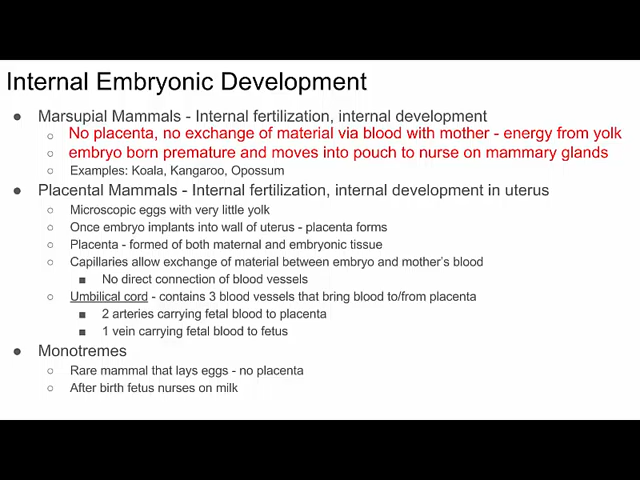 Internal Embryonic Development
● Marsupial Mammals - Internal fertilization, internal development
○ No placenta, no exchange of material via blood with mother - energy from yolk
○ embryo born premature and moves into pouch to nurse on mammary glands
○ Examples: Koala, Kangaroo, Opossum
● Placental Mammals - Internal fertilization, internal development in uterus
○ Microscopic eggs with very little yolk
○ Once embryo implants into wall of uterus - placenta forms
○ Placenta - formed of both maternal and embryonic tissue
○ Capillaries allow exchange of material between embryo and mother's blood
■ No direct connection of blood vessels
○ Umbilical cord - contains 3 blood vessels that bring blood to/from placenta
■ 2 arteries carrying fetal blood to placenta
■ 1 vein carrying fetal blood to fetus
● Monotremes
○ Rare mammal that lays eggs - no placenta
○ After birth fetus nurses on milk